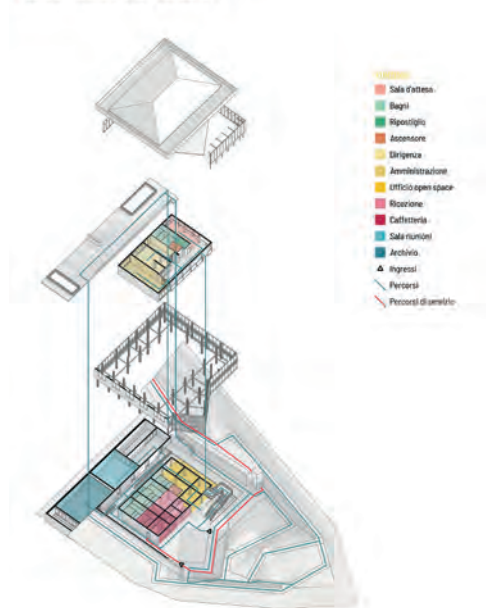 Sala d'attesa
Bagni
Ripostiglio
Ascensore
Dirigenza
Amministrazione
Ufficio open space
Ricezione
Caffetteria
Sala riunioni
Archivio
Ingressi
Percorsi
Percorsi di servizio